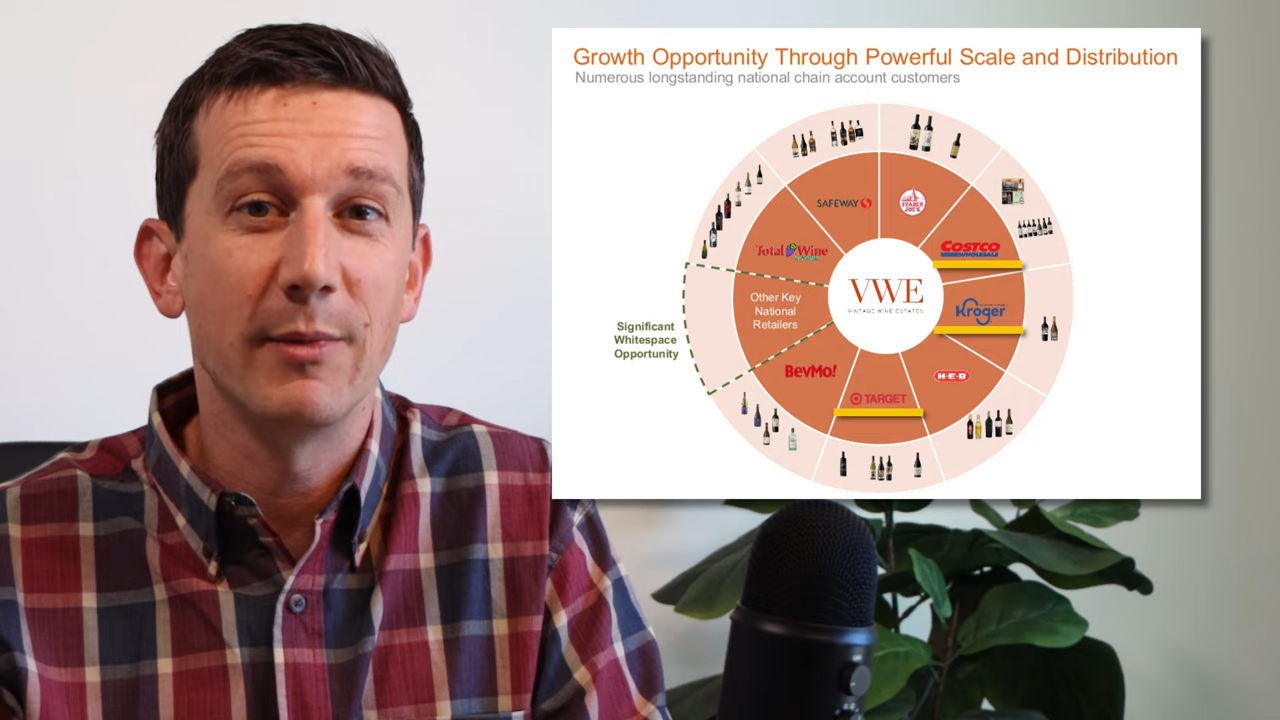 Growth Opportunity Through Powerful Scale and Distribution
Numerous longstanding national chain account customers
SAFEWAY
TRADER
JOE'S
Total Wine
COSTCO
WHOLESALE
VWE
VINTAGE WINE ESTATES
Other Key
National
Retailers
Kroger
Significant
Whitespace
Opportunity
BevMo!
H-E-B
TARGET